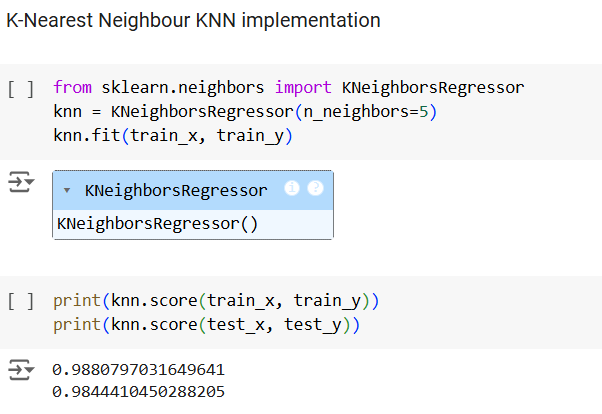 K-Nearest Neighbour KNN implementation
[ ] from sklearn.neighbors import KNeighborsRegressor
knn = KNeighborsRegressor(n_neighbors=5)
knn.fit(train_x, train_y)
KNeighborsRegressor i ?
KNeighborsRegressor()
[ ] print(knn.score(train_x, train_y))
print(knn.score(test_x, test_y))
0.9880797031649641
0.9844410450288205